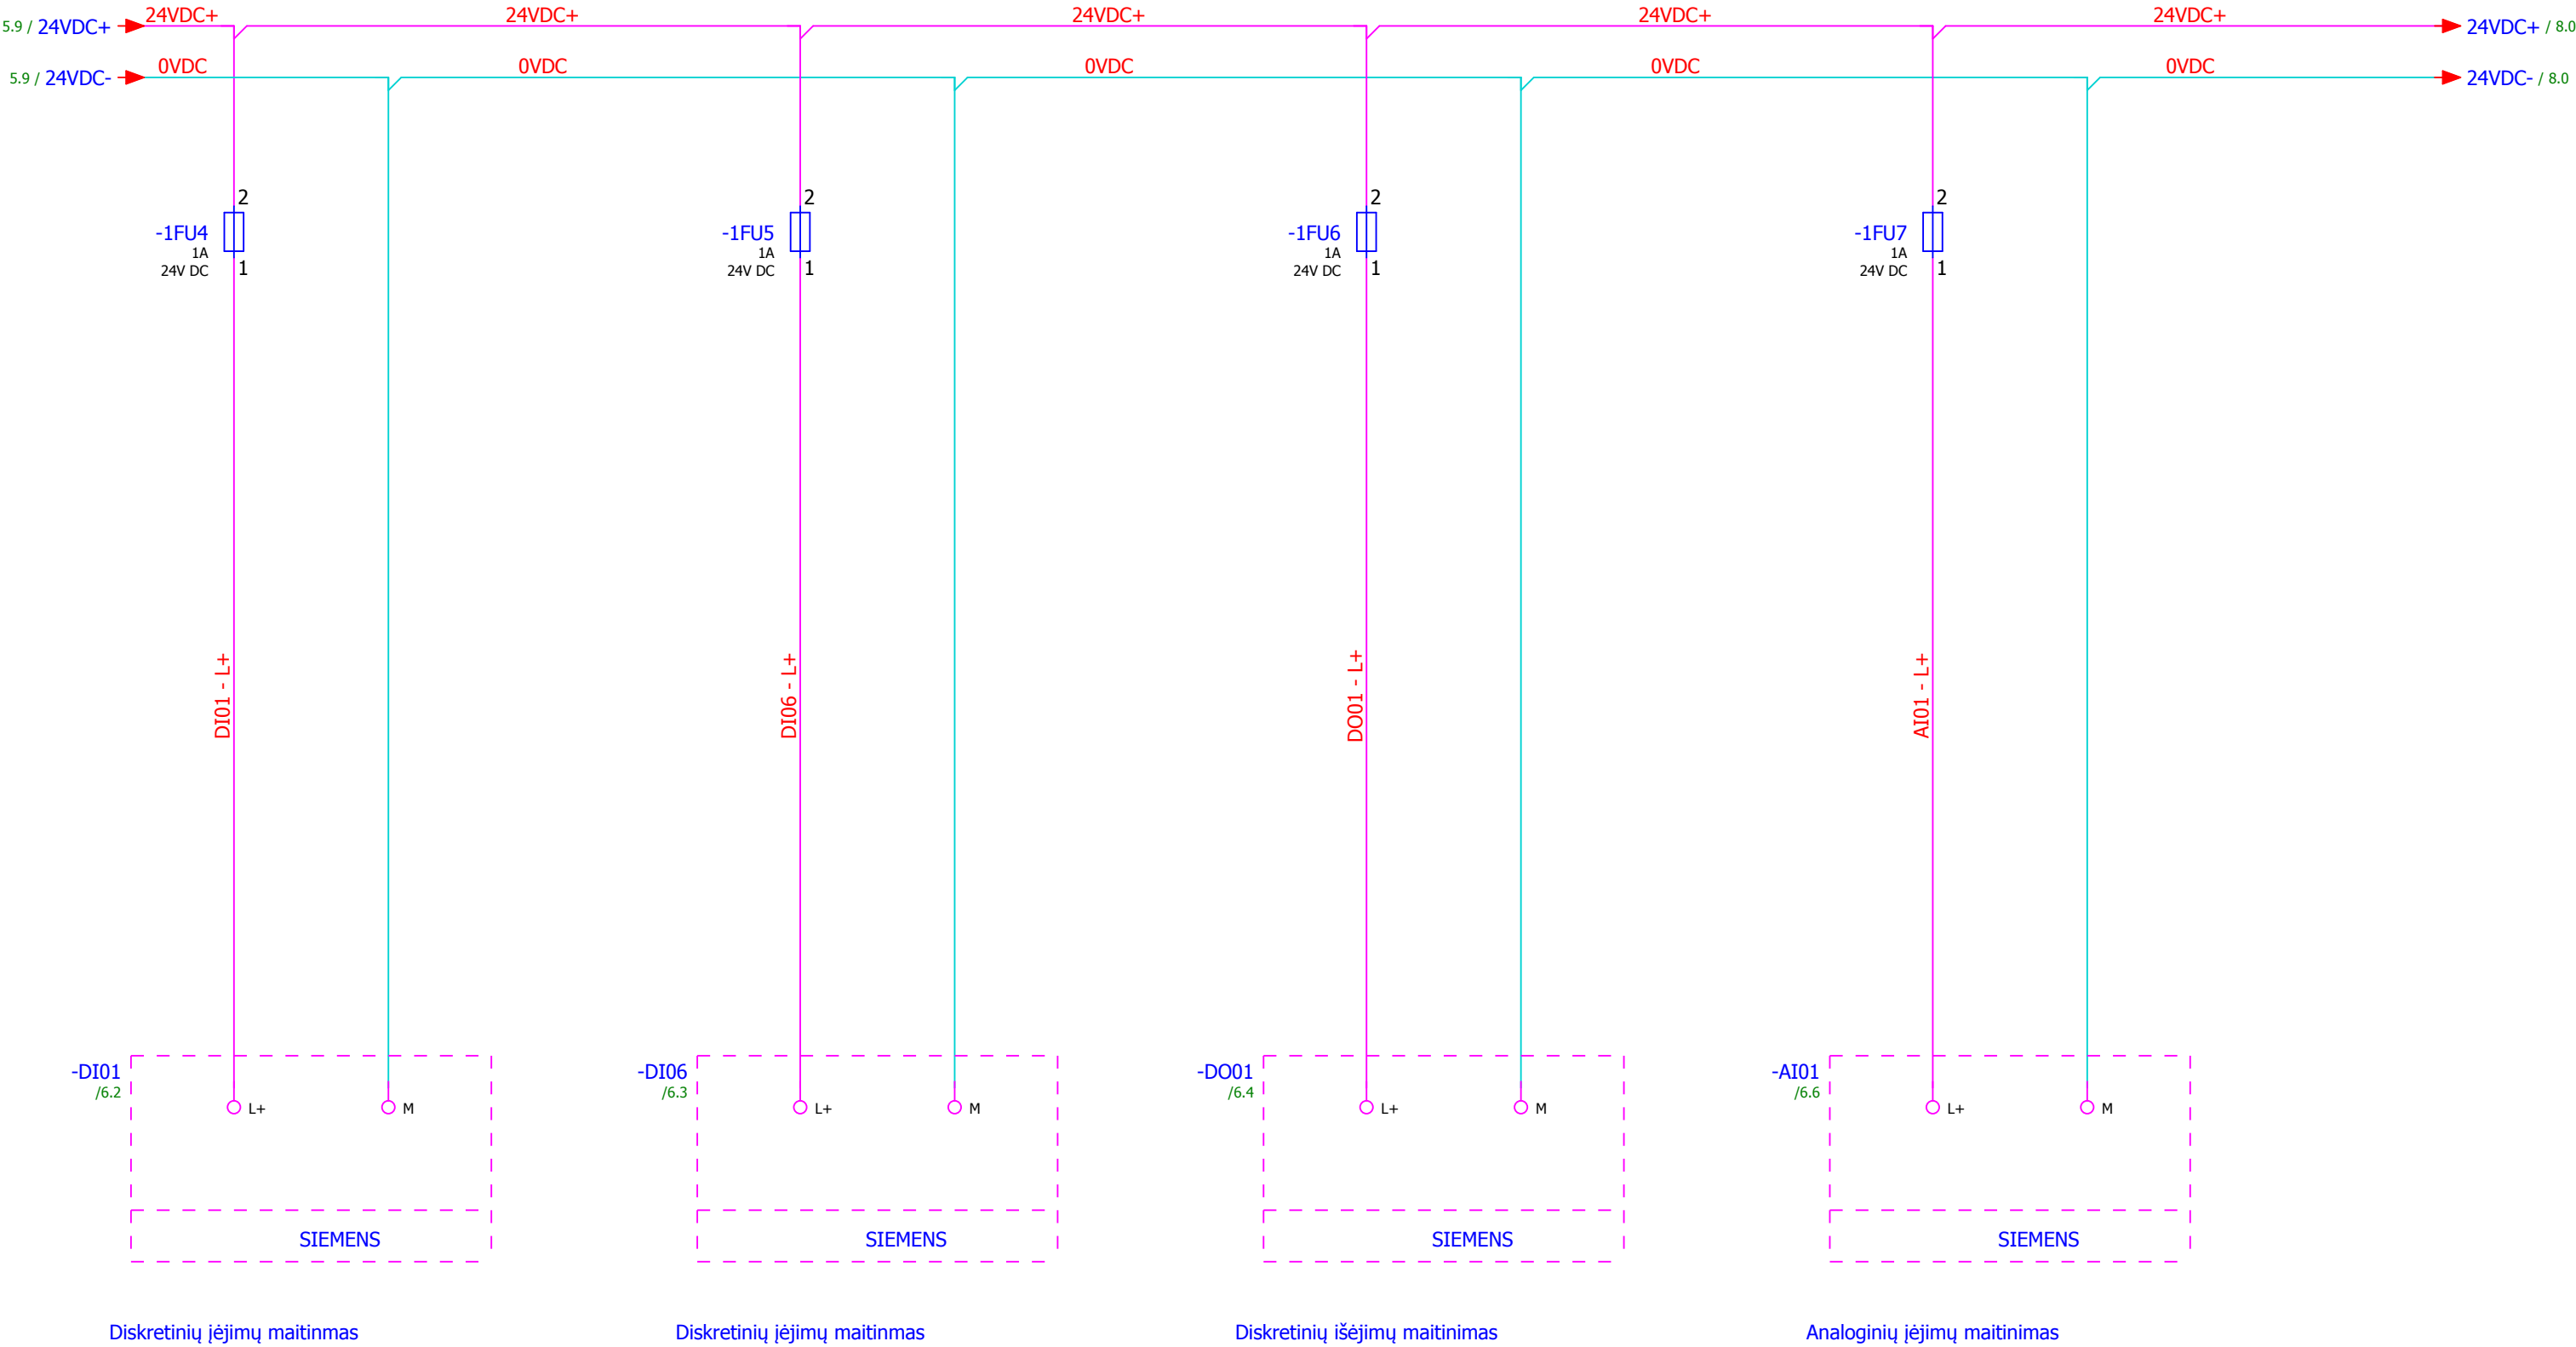 24VDC+ 24VDC+ 24VDC+ 24VDC+ 24VDC+
5.9 / 24VDC+ 24VDC+ / 8.0
0VDC 0VDC 0VDC 0VDC 0VDC
5.9 / 24VDC- 24VDC- / 8.0
2 2 2 2
-1FU4 -1FU5 -1FU6 -1FU7
1A 1A 1A 1A
24V DC 1 24V DC 1 24V DC 1 24V DC 1
DI01 - L+ DI06 - L+ DO01 - L+ AI01 - L+
-DI01 -DI06 -DO01 -AI01
/6.2 /6.3 /6.4 /6.6
L+ M L+ M L+ M L+ M
SIEMENS SIEMENS SIEMENS SIEMENS
Diskretinių įėjimų maitinmas Diskretinių įėjimų maitinmas Diskretinių išėjimų maitinimas Analoginių įėjimų maitinimas